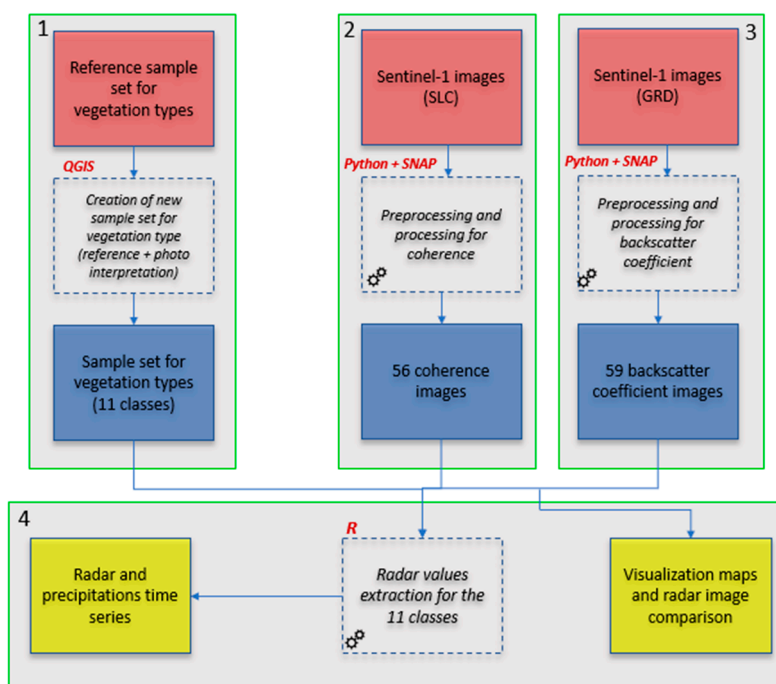 1
Reference sample
set for
vegetation types
QGIS
Creation of new
sample set for
vegetation type
(reference + photo
interpretation)
Sample set for
vegetation types
(11 classes)
2
Sentinel-1 images
(SLC)
Python + SNAP
Preprocessing and
processing for
coherence
56 coherence
images
3
Sentinel-1 images
(GRD)
Python + SNAP
Preprocessing and
processing for
backscatter
coefficient
59 backscatter
coefficient images
4
Radar and
precipitations time
series
R
Radar values
extraction for the
11 classes
Visualization maps
and radar image
comparison